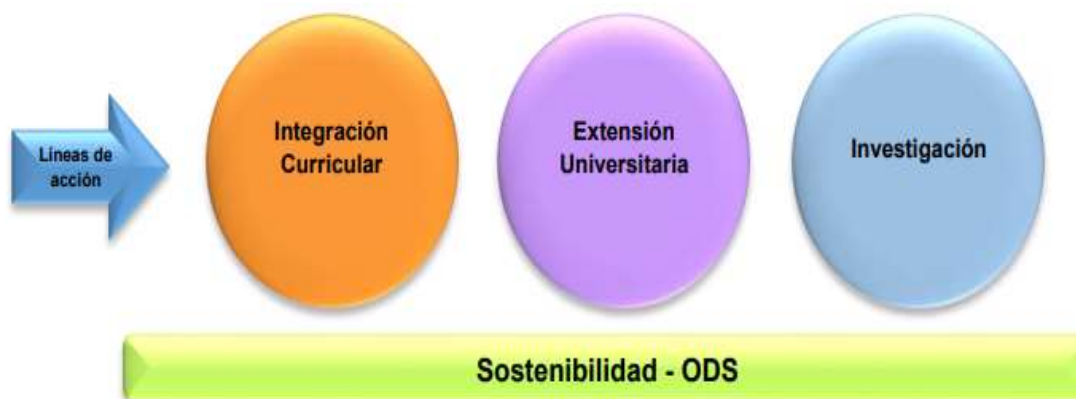 Líneas de
acción
Integración
Curricular
Extensión
Universitaria
Investigación
Sostenibilidad - ODS